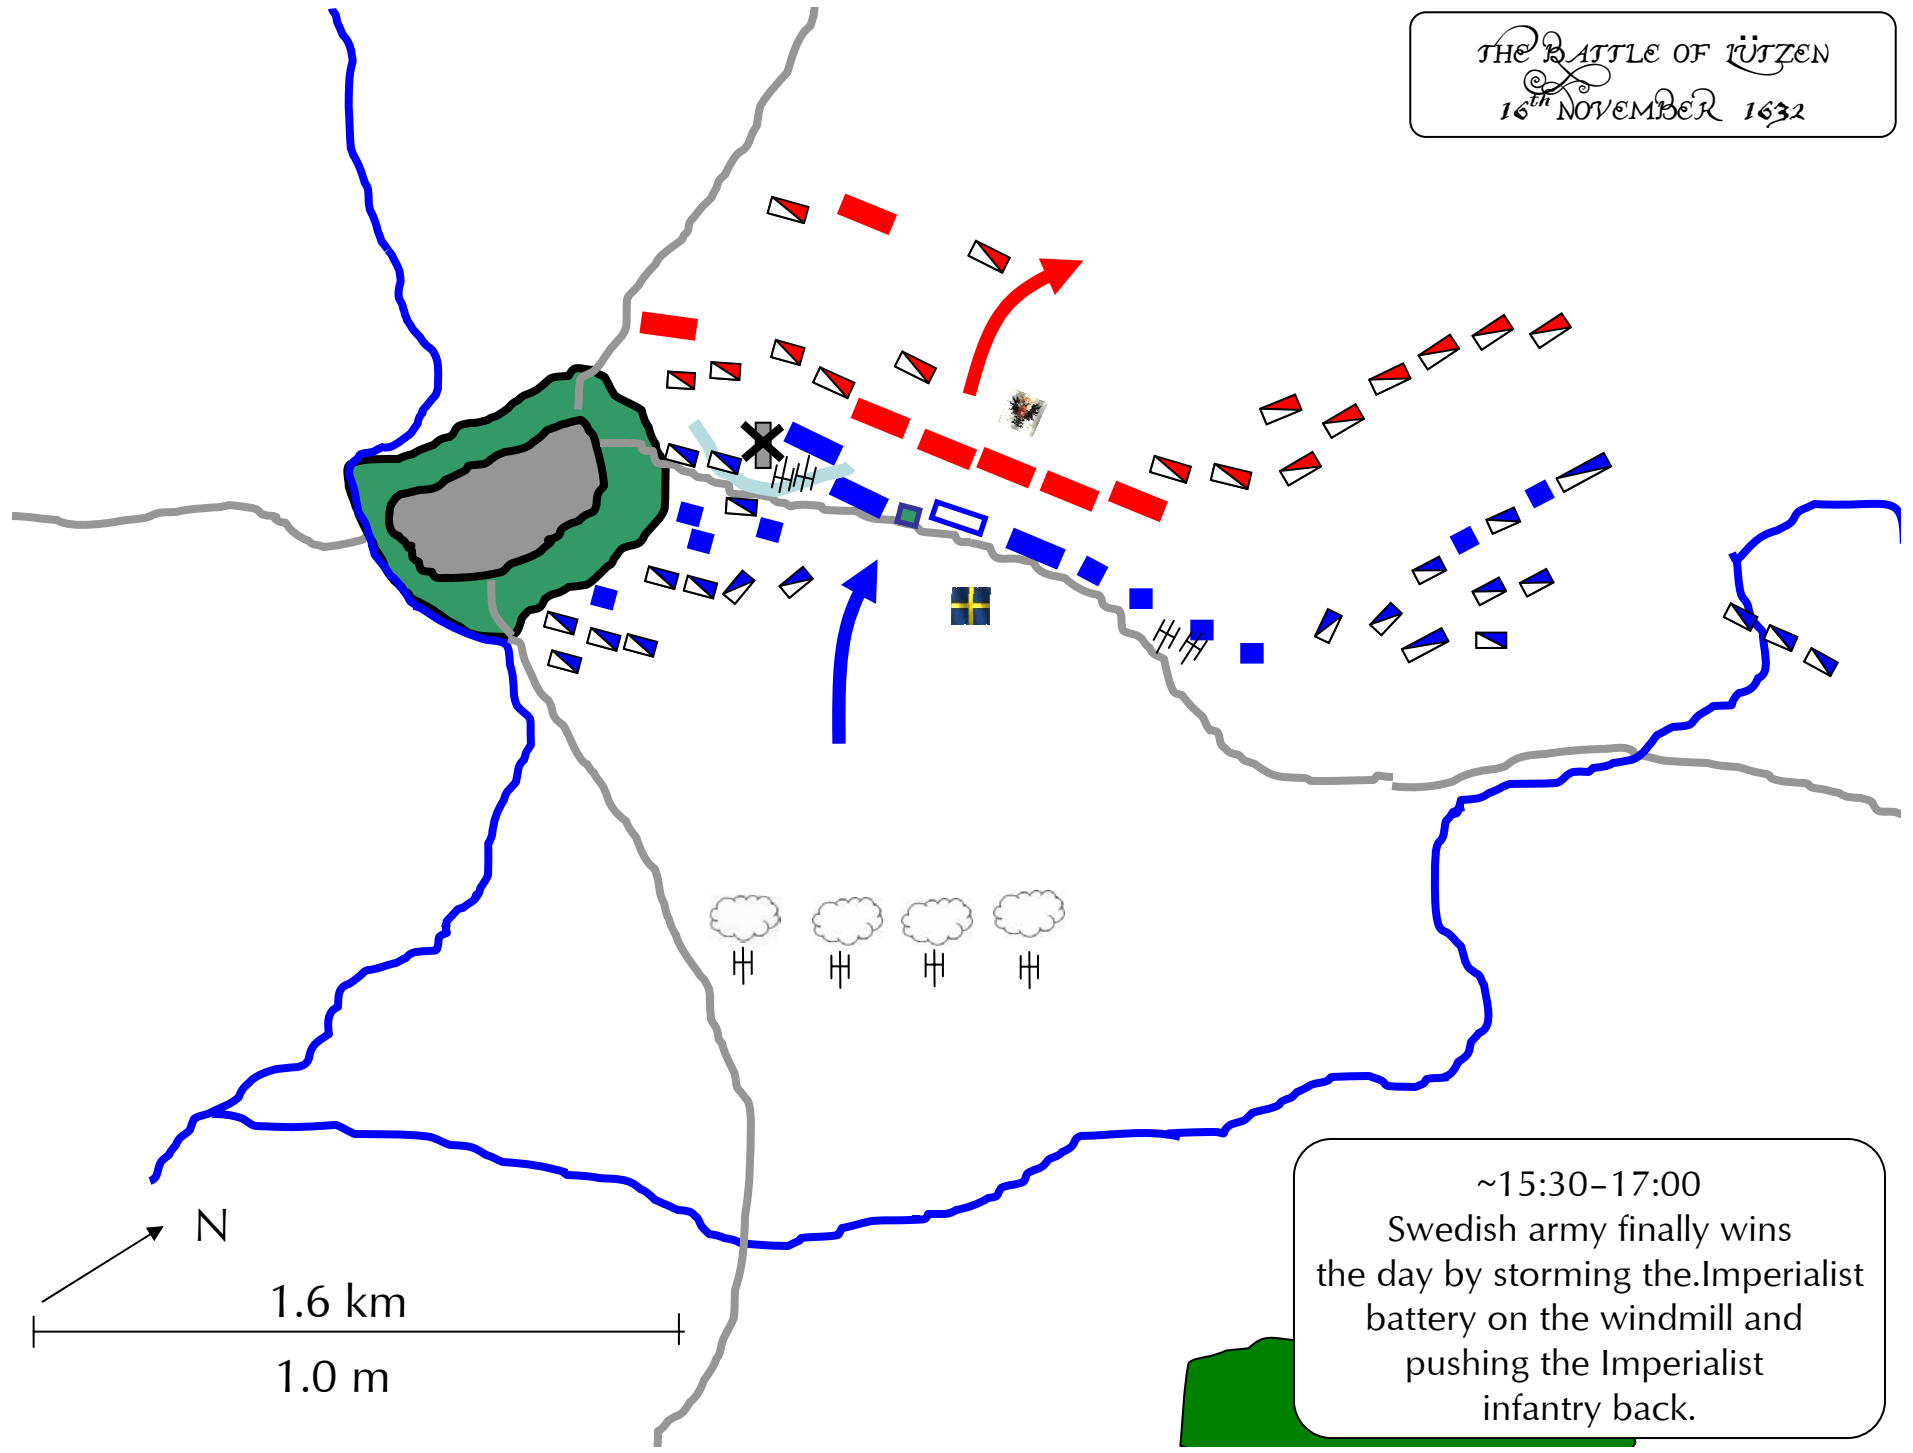 THE BATTLE OF LÜTZEN
16th NOVEMBER 1632
~15:30–17:00
Swedish army finally wins
the day by storming the.Imperialist
battery on the windmill and
pushing the Imperialist
infantry back.
N
1.6 km
1.0 m